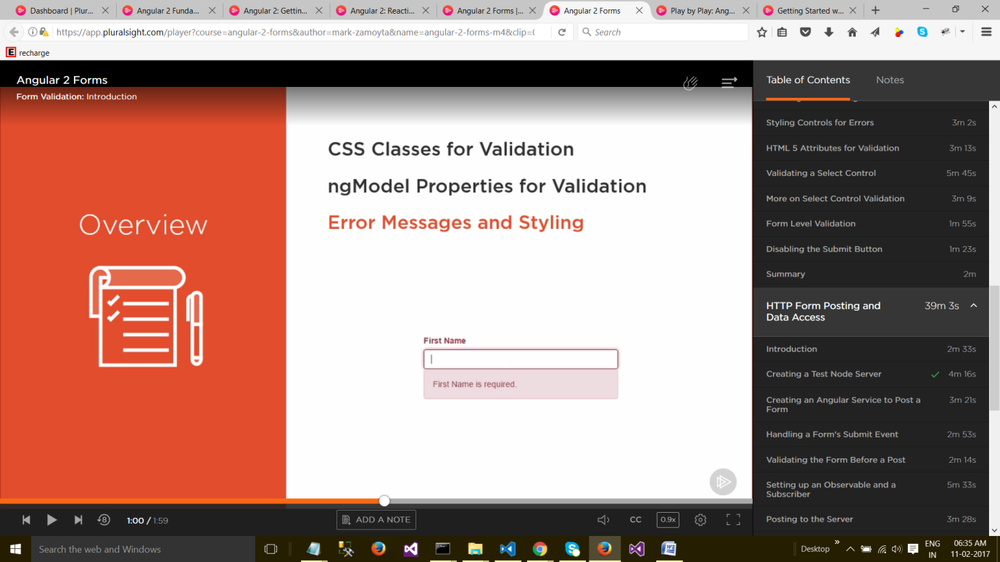 Dashboard | Plur...
Angular 2 Funda...
Angular 2: Gettin...
Angular 2: Reacti...
Angular 2 Forms |...
Angular 2 Forms
Play by Play: Ang...
Getting Started w...
https://app.pluralsight.com/player?course=angular-2-forms&author=mark-zamoyta&name=angular-2-forms-m4&clip=
Search
E recharge
Angular 2 Forms
Form Validation: Introduction
Overview
CSS Classes for Validation
ngModel Properties for Validation
Error Messages and Styling
First Name
First Name is required.
8
1:00 / 1:59
ADD A NOTE
CC
0.9x
Table of Contents
Notes
Styling Controls for Errors 3m 2s
HTML 5 Attributes for Validation 3m 13s
Validating a Select Control 5m 45s
More on Select Control Validation 3m 9s
Form Level Validation 1m 55s
Disabling the Submit Button 1m 23s
Summary 2m
HTTP Form Posting and 39m 3s
Data Access
Introduction 2m 33s
Creating a Test Node Server 4m 16s
Creating an Angular Service to Post a 3m 21s
Form
Handling a Form's Submit Event 2m 53s
Validating the Form Before a Post 2m 14s
Setting up an Observable and a 5m 33s
Subscriber
Posting to the Server 3m 28s
Search the web and Windows
Desktop
ENG
IN
06:35 AM
11-02-2017